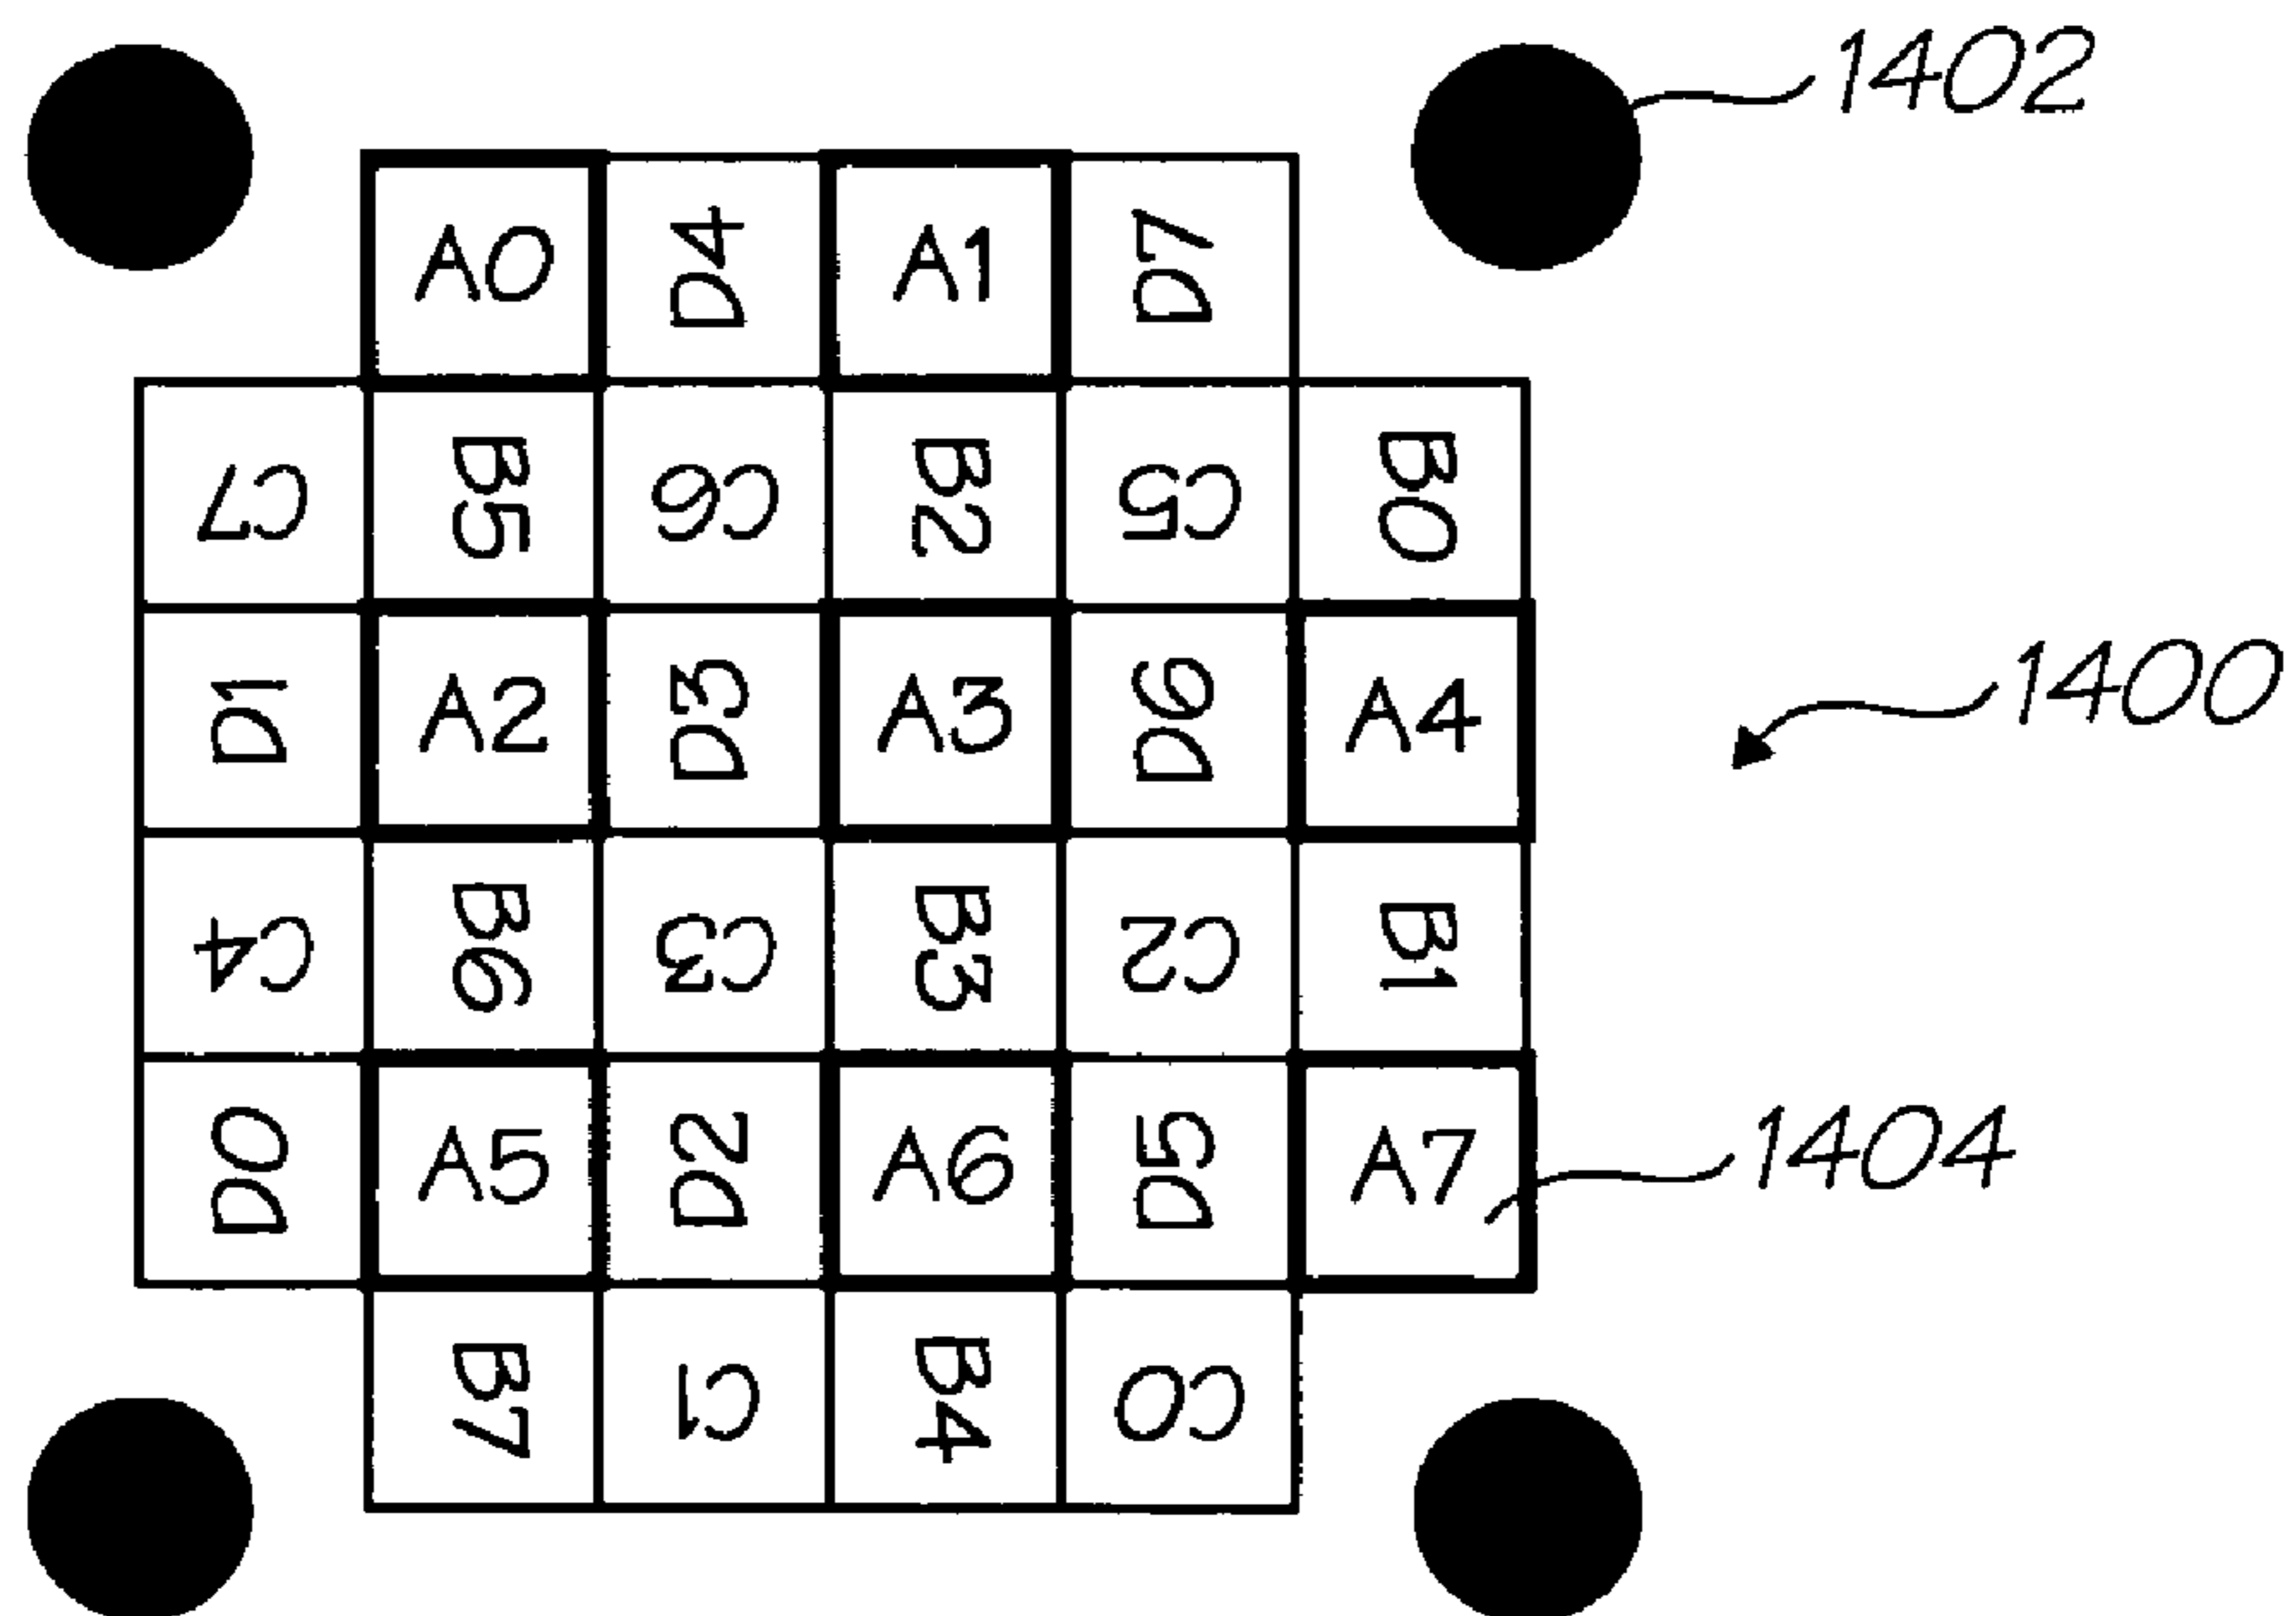 1402
A0 D4 A1 D7
C7 B5 C6 B2 C5 B0
D1 A2 D3 A3 D6 A4
1400
C4 B6 C3 B3 C2 B1
D0 A5 D2 A6 D5 A7
1404
B7 C1 B4 C0